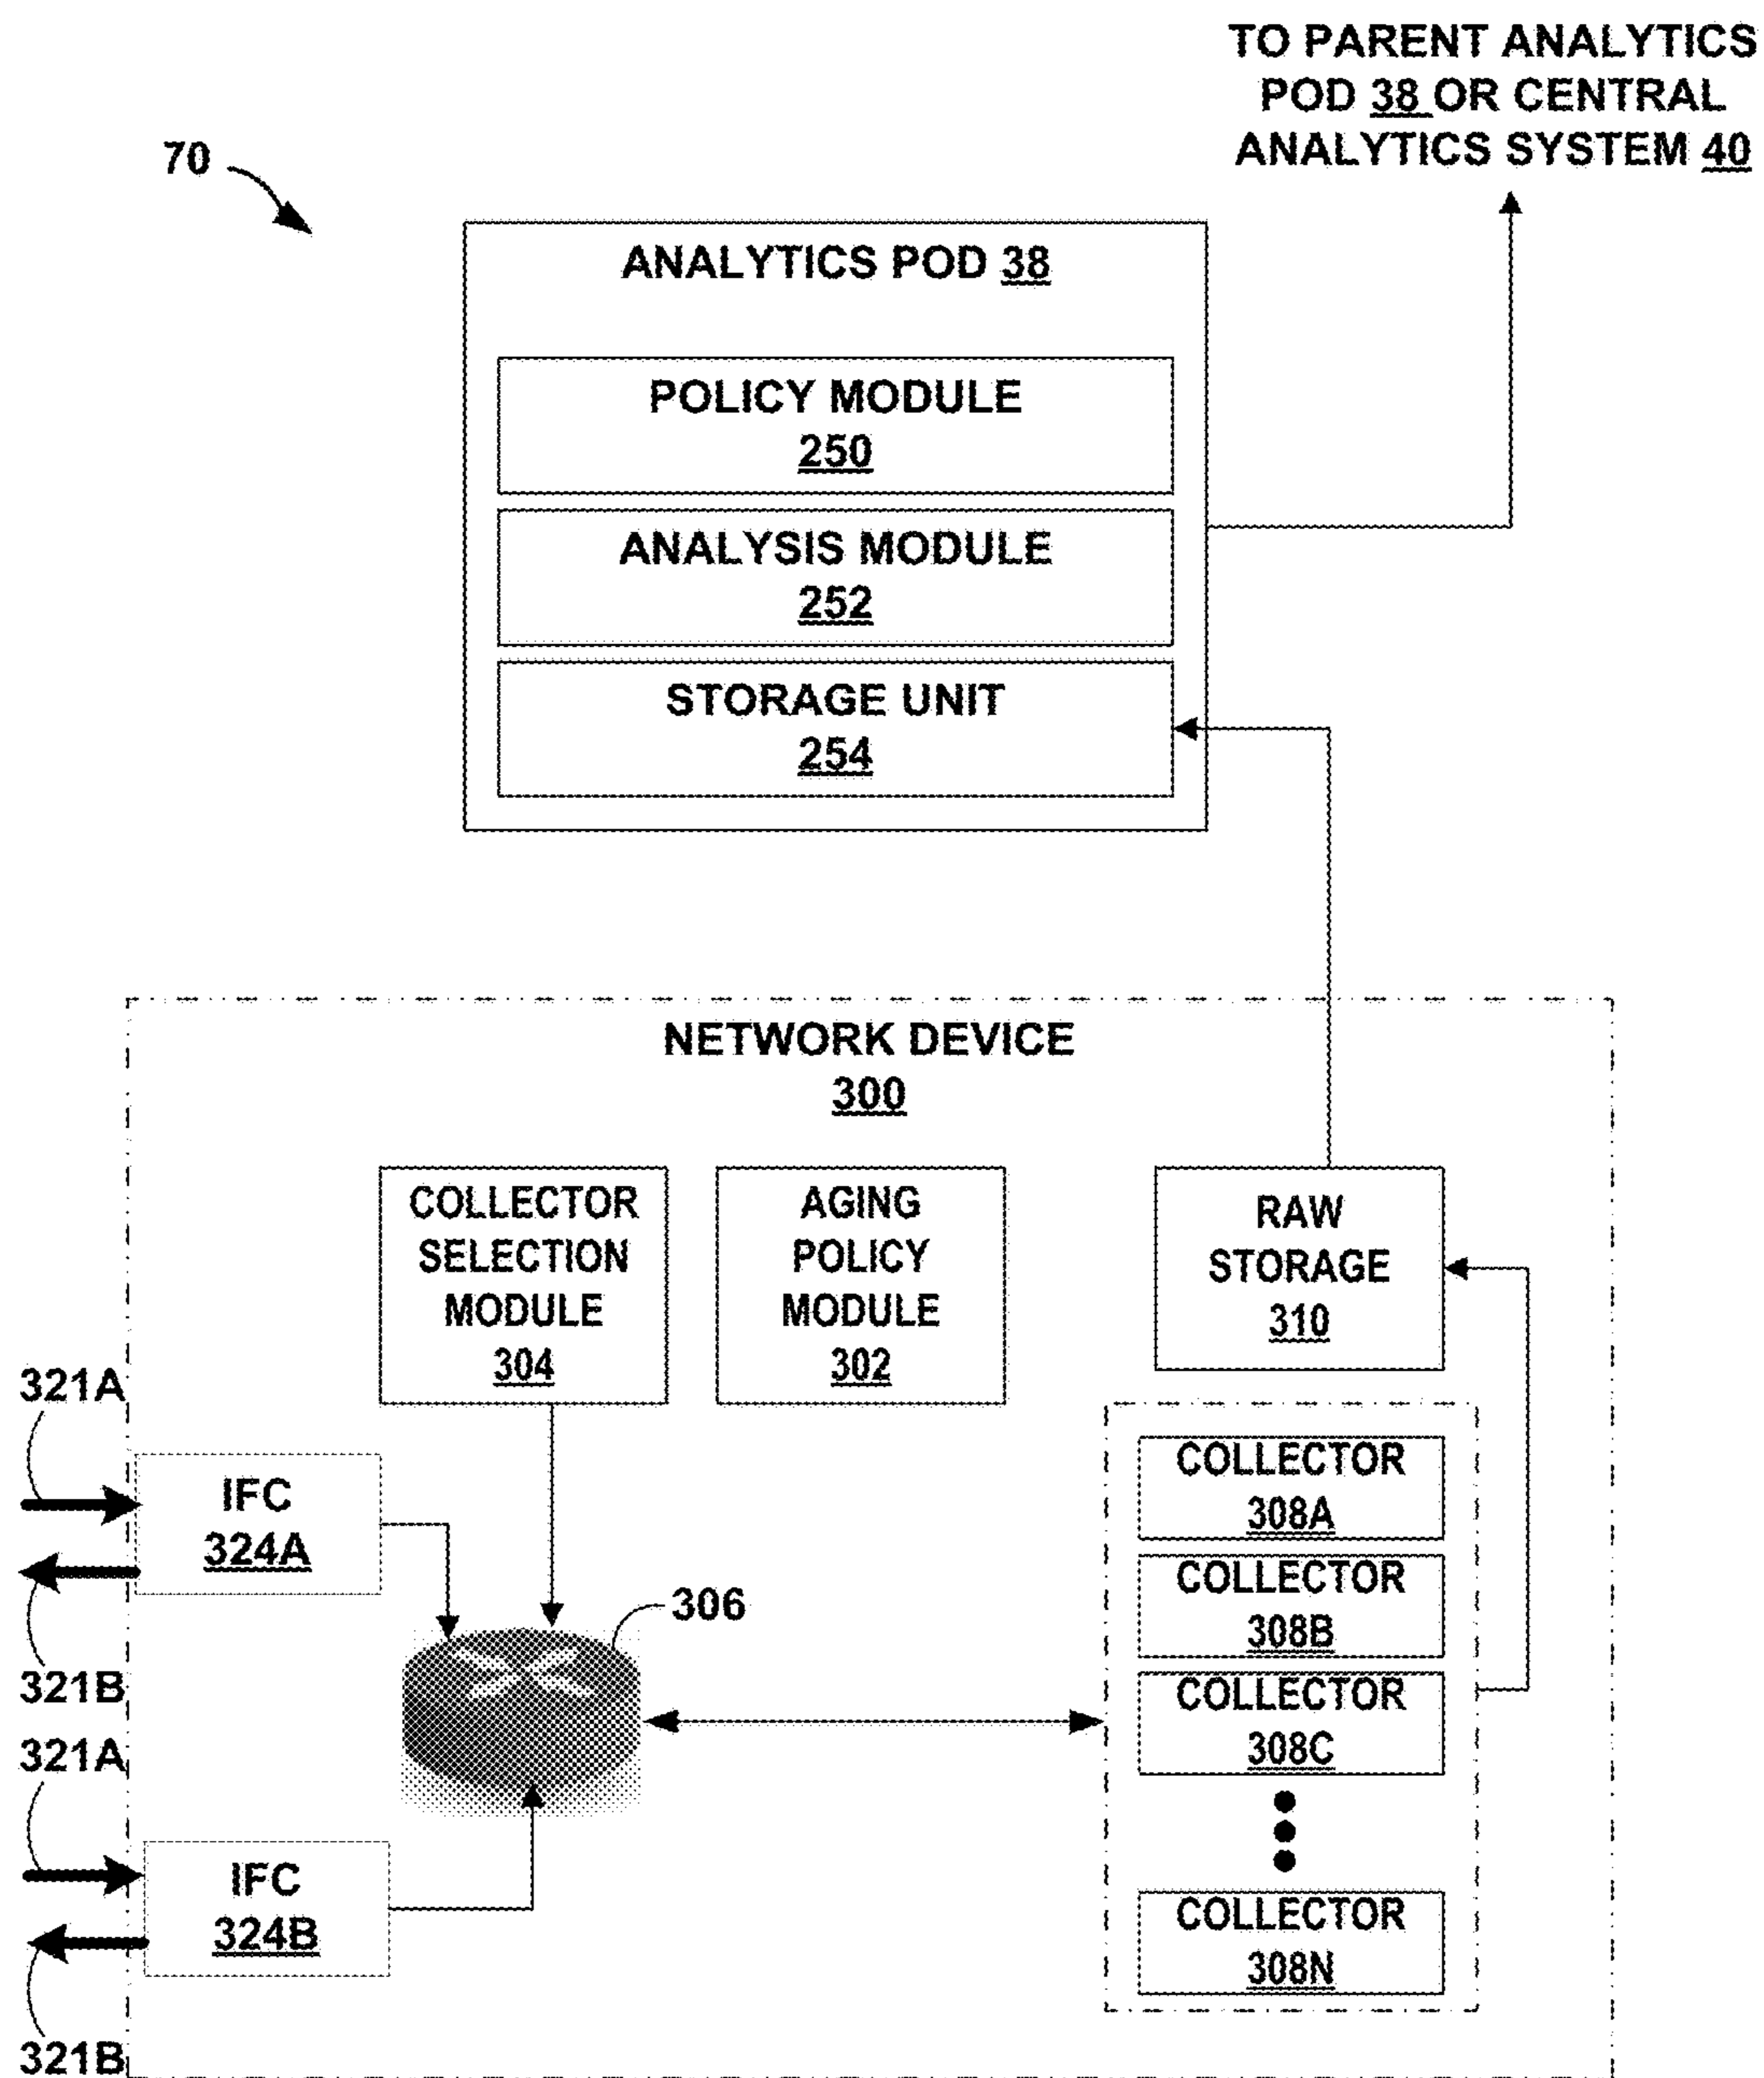 TO PARENT ANALYTICS
POD 38 OR CENTRAL
ANALYTICS SYSTEM 40
70
ANALYTICS POD 38
POLICY MODULE
250
ANALYSIS MODULE
252
STORAGE UNIT
254
NETWORK DEVICE
300
COLLECTOR
SELECTION
MODULE
304
AGING
POLICY
MODULE
302
RAW
STORAGE
310
321A
IFC
324A
321B
306
COLLECTOR
308A
COLLECTOR
308B
COLLECTOR
308C
COLLECTOR
308N
321A
IFC
324B
321B